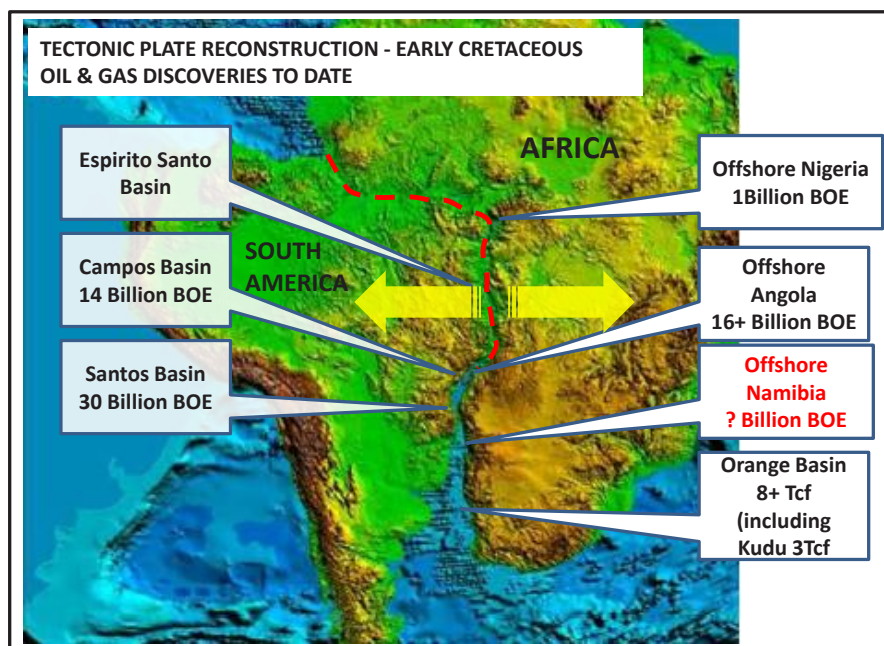 TECTONIC PLATE RECONSTRUCTION - EARLY CRETACEOUS
OIL & GAS DISCOVERIES TO DATE
AFRICA
Espirito Santo
Basin
Offshore Nigeria
1Billion BOE
SOUTH
AMERICA
Campos Basin
14 Billion BOE
Offshore
Angola
16+ Billion BOE
Santos Basin
30 Billion BOE
Offshore
Namibia
? Billion BOE
Orange Basin
8+ Tcf
(including
Kudu 3Tcf